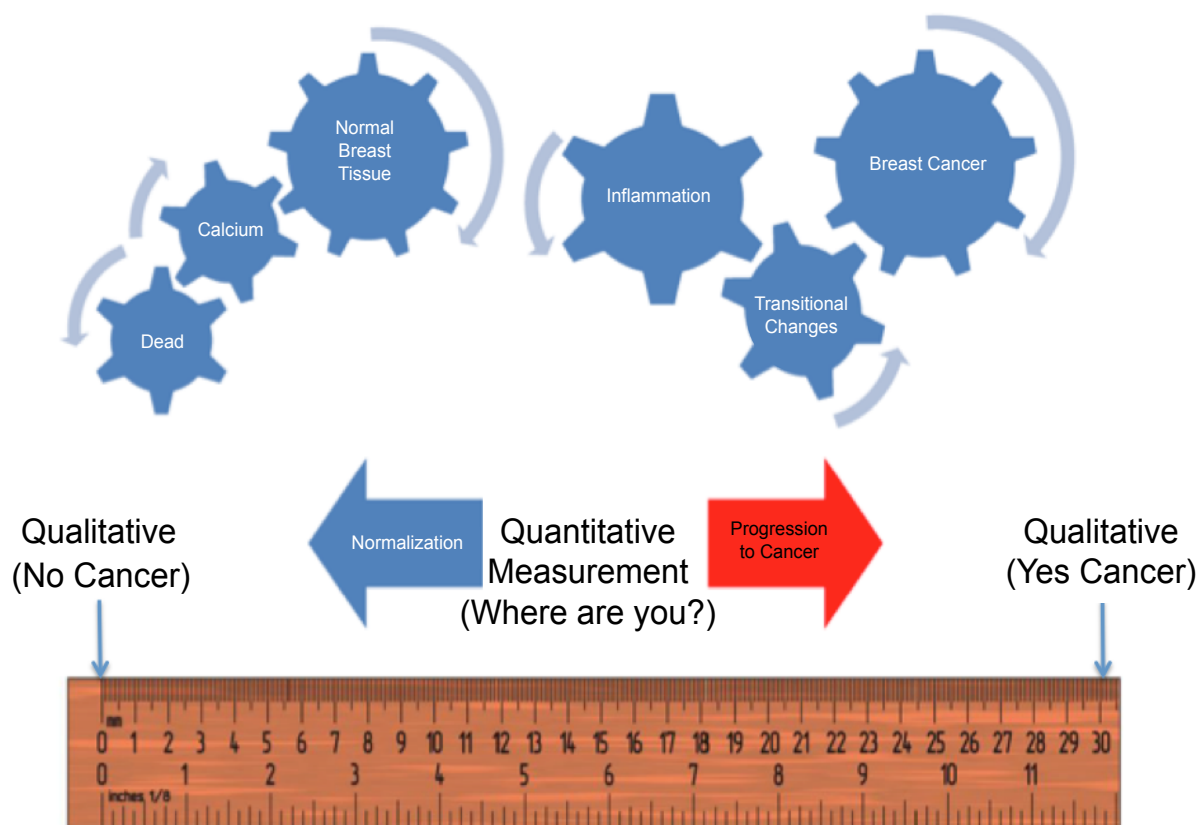 Normal
Breast
Tissue
Calcium
Dead
Inflammation
Breast Cancer
Transitional
Changes
Qualitative
(No Cancer)
Normalization
Quantitative
Measurement
(Where are you?)
Progression
to Cancer
Qualitative
(Yes Cancer)
mm
0 1 2 3 4 5 6 7 8 9 10 11 12 13 14 15 16 17 18 19 20 21 22 23 24 25 26 27 28 29 30
0 1 2 3 4 5 6 7 8 9 10 11
inches 1/8